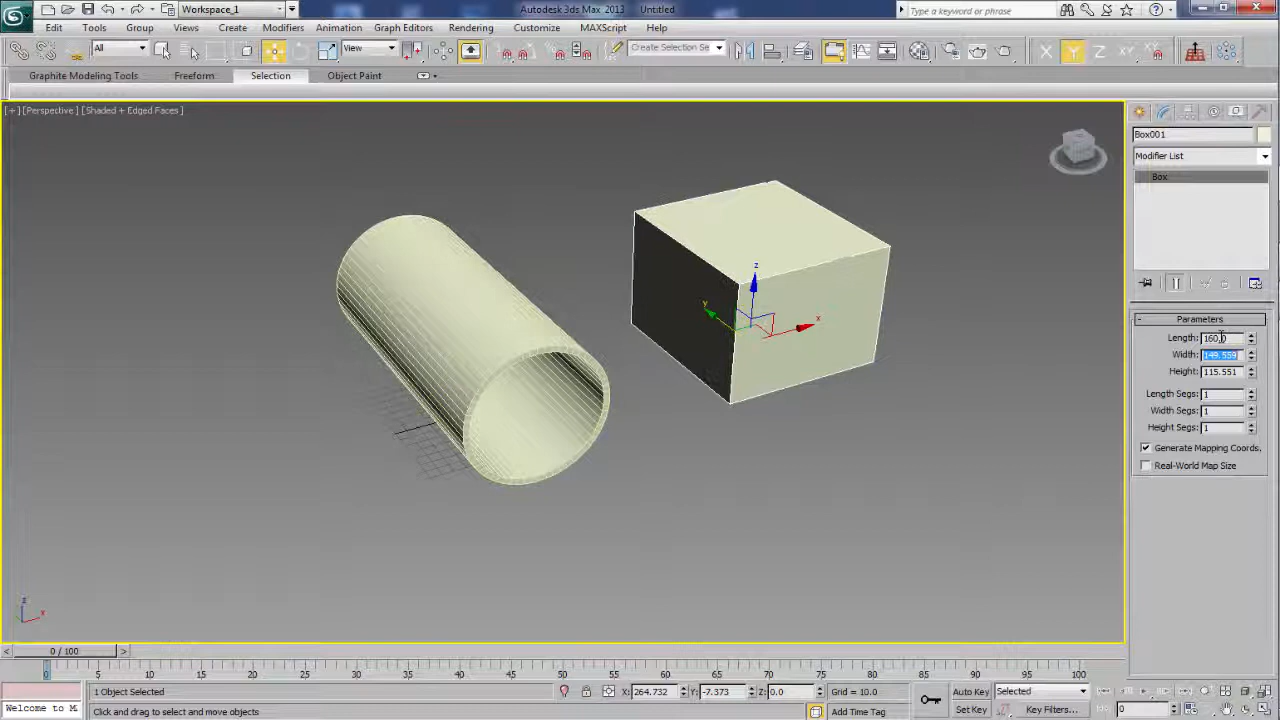 Workspace_1
Autodesk 3ds Max 2013
Untitled
Type a keyword or phrase
Edit
Tools
Group
Views
Create
Modifiers
Animation
Graph Editors
Rendering
Customize
MAXScript
Help
All
View
Create Selection Se
X
Y
Z
XY
Graphite Modeling Tools
Freeform
Selection
Object Paint
[+] [Perspective] [Shaded + Edged Faces]
z
y
x
z
x
Box001
Modifier List
Box
- Parameters
Length: 160.0
Width: 149.559
Height: 115.551
Length Segs: 1
Width Segs: 1
Height Segs: 1
Generate Mapping Coords.
Real-World Map Size
< 0 / 100 >
0 5 10 15 20 25 30 35 40 45 50 55 60 65 70 75 80 85 90 95 100
1 Object Selected
X: 264.732
Y: -7.373
Z: 0.0
Grid = 10.0
Auto Key
Selected
Welcome to M
Click and drag to select and move objects
Add Time Tag
Set Key
Key Filters...
0